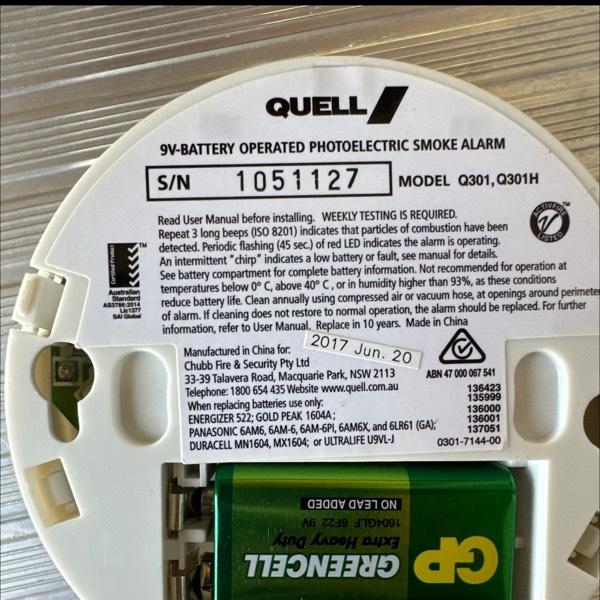 QUELL
9V-BATTERY OPERATED PHOTOELECTRIC SMOKE ALARM
S/N 1051127 MODEL Q301, Q301H
Read User Manual before installing. WEEKLY TESTING IS REQUIRED.
Repeat 3 long beeps (ISO 8201) indicates that particles of combustion have been
detected. Periodic flashing (45 sec.) of red LED indicates the alarm is operating.
An intermittent "chirp" indicates a low battery or fault, see manual for details.
See battery compartment for complete battery information. Not recommended for operation at
temperatures below 0° C, above 40° C, or in humidity higher than 93%, as these conditions
reduce battery life. Clean annually using compressed air or vacuum hose, at openings around perimeter
of alarm. If cleaning does not restore to normal operation, the alarm should be replaced. For further
information, refer to User Manual. Replace in 10 years. Made in China
ACTIVFIRE
LISTED
Certified Product
TM
Australian
Standard
AS3786:2014
Lic1377
SAI Global
Manufactured in China for:
2017 Jun. 20
Chubb Fire & Security Pty Ltd
33-39 Talavera Road, Macquarie Park, NSW 2113
Telephone: 1800 654 435 Website www.quell.com.au
When replacing batteries use only:
ENERGIZER 522; GOLD PEAK 1604A;
PANASONIC 6AM6, 6AM-6, 6AM-6PI, 6AM6X, and 6LR61 (GA);
DURACELL MN1604, MX1604; or ULTRALIFE U9VL-J
ABN 47 000 067 541
136423
135999
136000
136001
137051
0301-7144-00
NO LEAD ADDED
1604GLF 6F22 9V
Extra Heavy Duty
GP GREENCELL